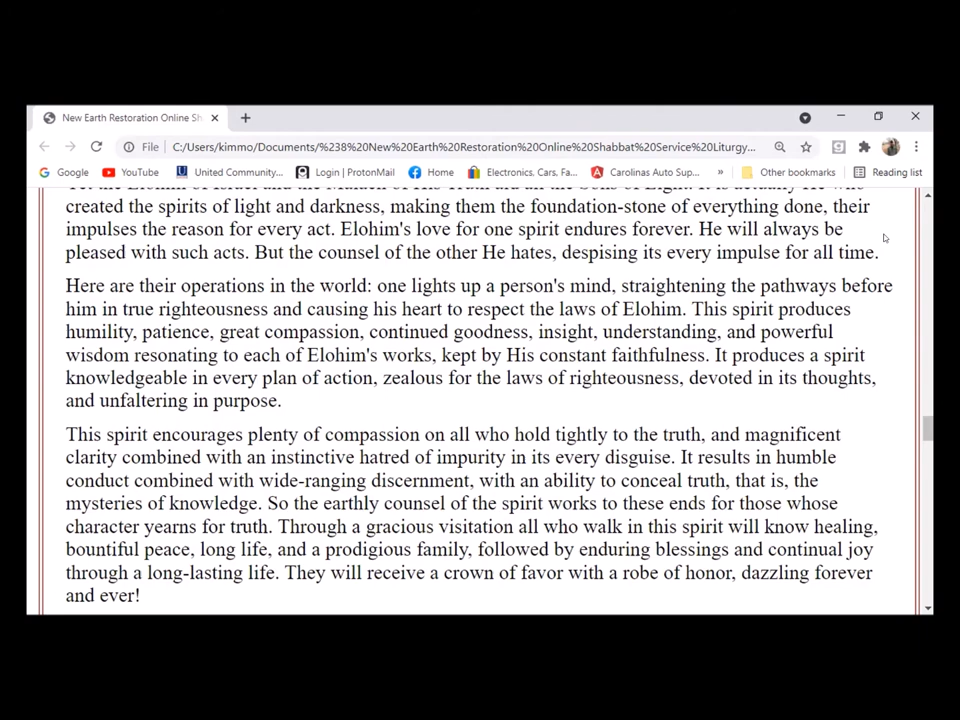 New Earth Restoration Online Sh
File C:/Users/kimmo/Documents/%238%20New%20Earth%20Restoration%20Online%20Shabbat%20Service%20Liturgy...
Google YouTube United Community... Login | ProtonMail Home Electronics, Cars, Fa... Carolinas Auto Sup... » Other bookmarks Reading list
created the spirits of light and darkness, making them the foundation-stone of everything done, their
impulses the reason for every act. Elohim's love for one spirit endures forever. He will always be
pleased with such acts. But the counsel of the other He hates, despising its every impulse for all time.
Here are their operations in the world: one lights up a person's mind, straightening the pathways before
him in true righteousness and causing his heart to respect the laws of Elohim. This spirit produces
humility, patience, great compassion, continued goodness, insight, understanding, and powerful
wisdom resonating to each of Elohim's works, kept by His constant faithfulness. It produces a spirit
knowledgeable in every plan of action, zealous for the laws of righteousness, devoted in its thoughts,
and unfaltering in purpose.
This spirit encourages plenty of compassion on all who hold tightly to the truth, and magnificent
clarity combined with an instinctive hatred of impurity in its every disguise. It results in humble
conduct combined with wide-ranging discernment, with an ability to conceal truth, that is, the
mysteries of knowledge. So the earthly counsel of the spirit works to these ends for those whose
character yearns for truth. Through a gracious visitation all who walk in this spirit will know healing,
bountiful peace, long life, and a prodigious family, followed by enduring blessings and continual joy
through a long-lasting life. They will receive a crown of favor with a robe of honor, dazzling forever
and ever!